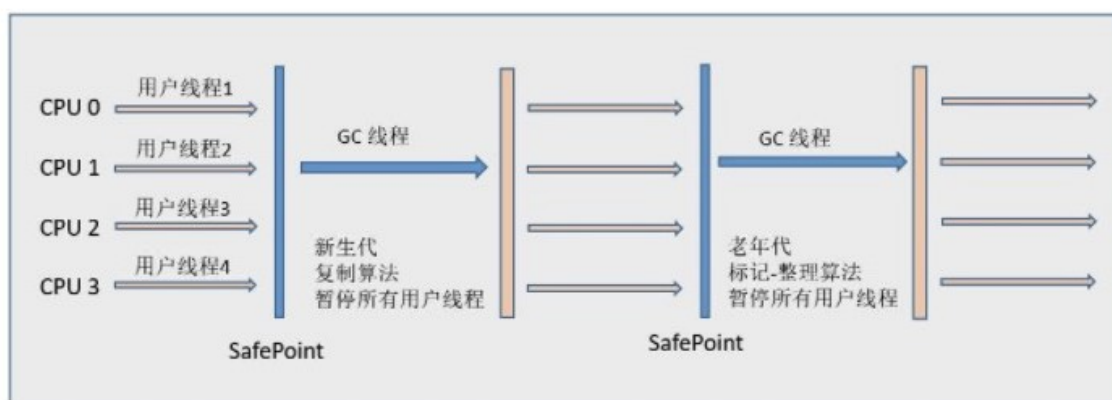 CPU 0
用户线程1
CPU 1
用户线程2
CPU 2
用户线程3
CPU 3
用户线程4
SafePoint
GC 线程
新生代
复制算法
暂停所有用户线程
SafePoint
GC 线程
老年代
标记-整理算法
暂停所有用户线程